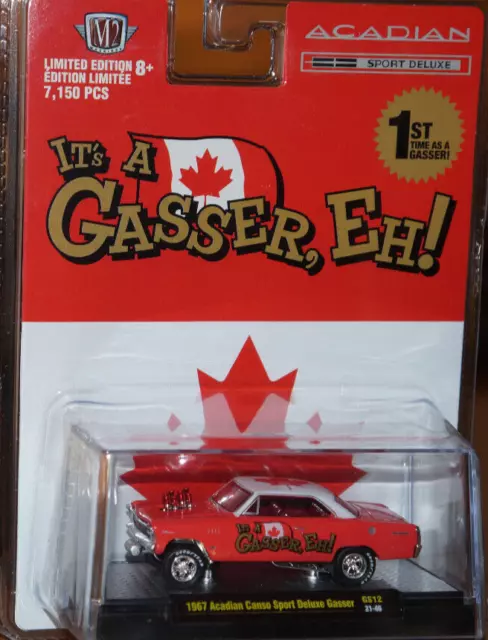 M2
MACHINES
LIMITED EDITION 8+
ÉDITION LIMITÉE
7,150 PCS
ACADIAN
SPORT DELUXE
1ST
TIME AS A
GASSER!
IT'S A
GASSER, EH!
IT'S A
GASSER, EH!
1967 Acadian Canso Sport Deluxe Gasser
GS12
21-46